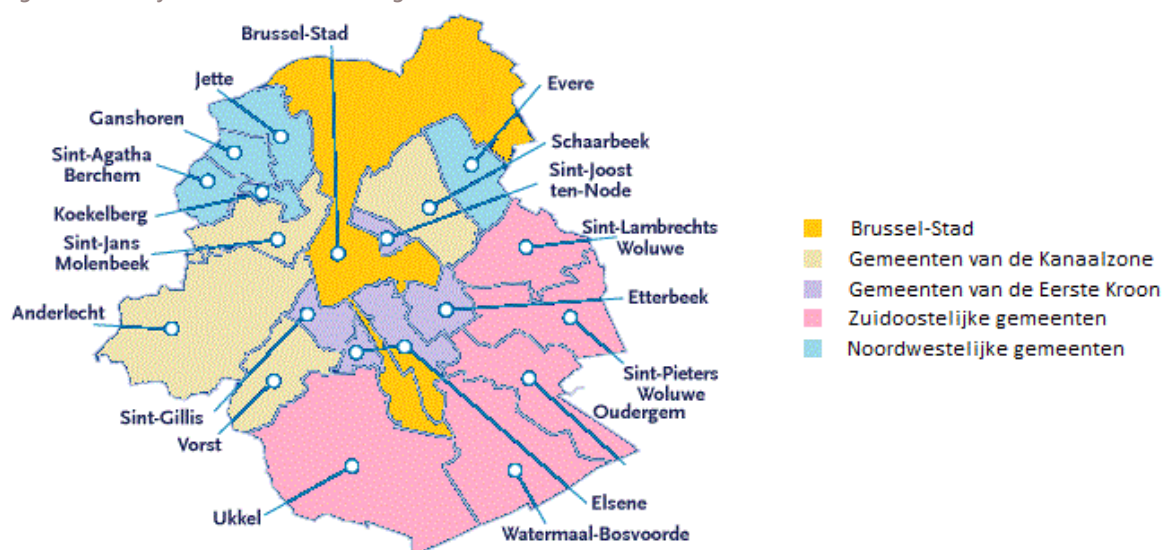 Brussel-Stad
Jette
Evere
Ganshoren
Schaarbeek
Sint-Agatha
Berchem
Sint-Joost
ten-Node
Koekelberg
Sint-Lambrechts
Woluwe
Sint-Jans
Molenbeek
Etterbeek
Anderlecht
Sint-Pieters
Woluwe
Sint-Gillis
Oudergem
Vorst
Elsene
Ukkel
Watermaal-Bosvoorde
Brussel-Stad
Gemeenten van de Kanaalzone
Gemeenten van de Eerste Kroon
Zuidoostelijke gemeenten
Noordwestelijke gemeenten